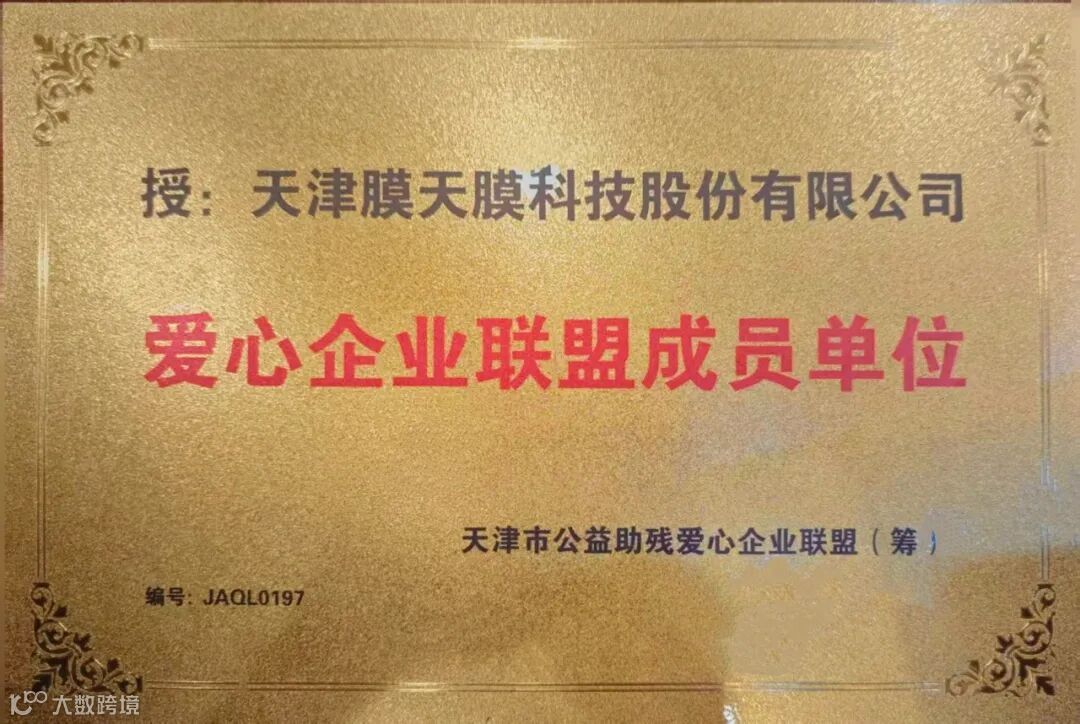 授：天津膜天膜科技股份有限公司
爱心企业联盟成员单位
天津市公益助残爱心企业联盟（筹）
编号：JAQL0197
大数跨境